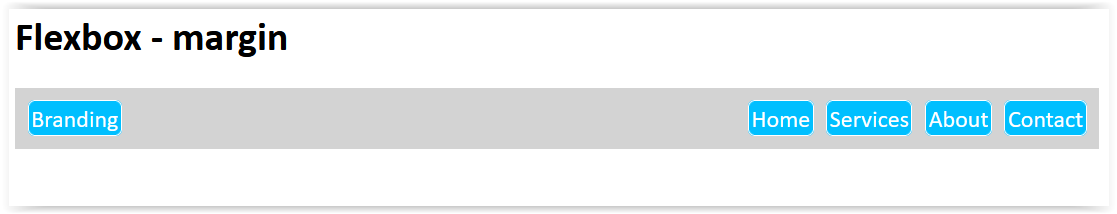 Flexbox - margin
Branding Home Services About Contact